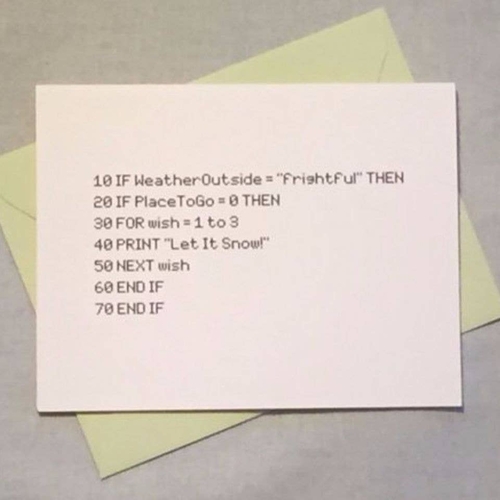 10 IF WeatherOutside = "frightful" THEN
20 IF PlaceToGo = 0 THEN
30 FOR wish = 1 to 3
40 PRINT "Let It Snow!"
50 NEXT wish
60 END IF
70 END IF